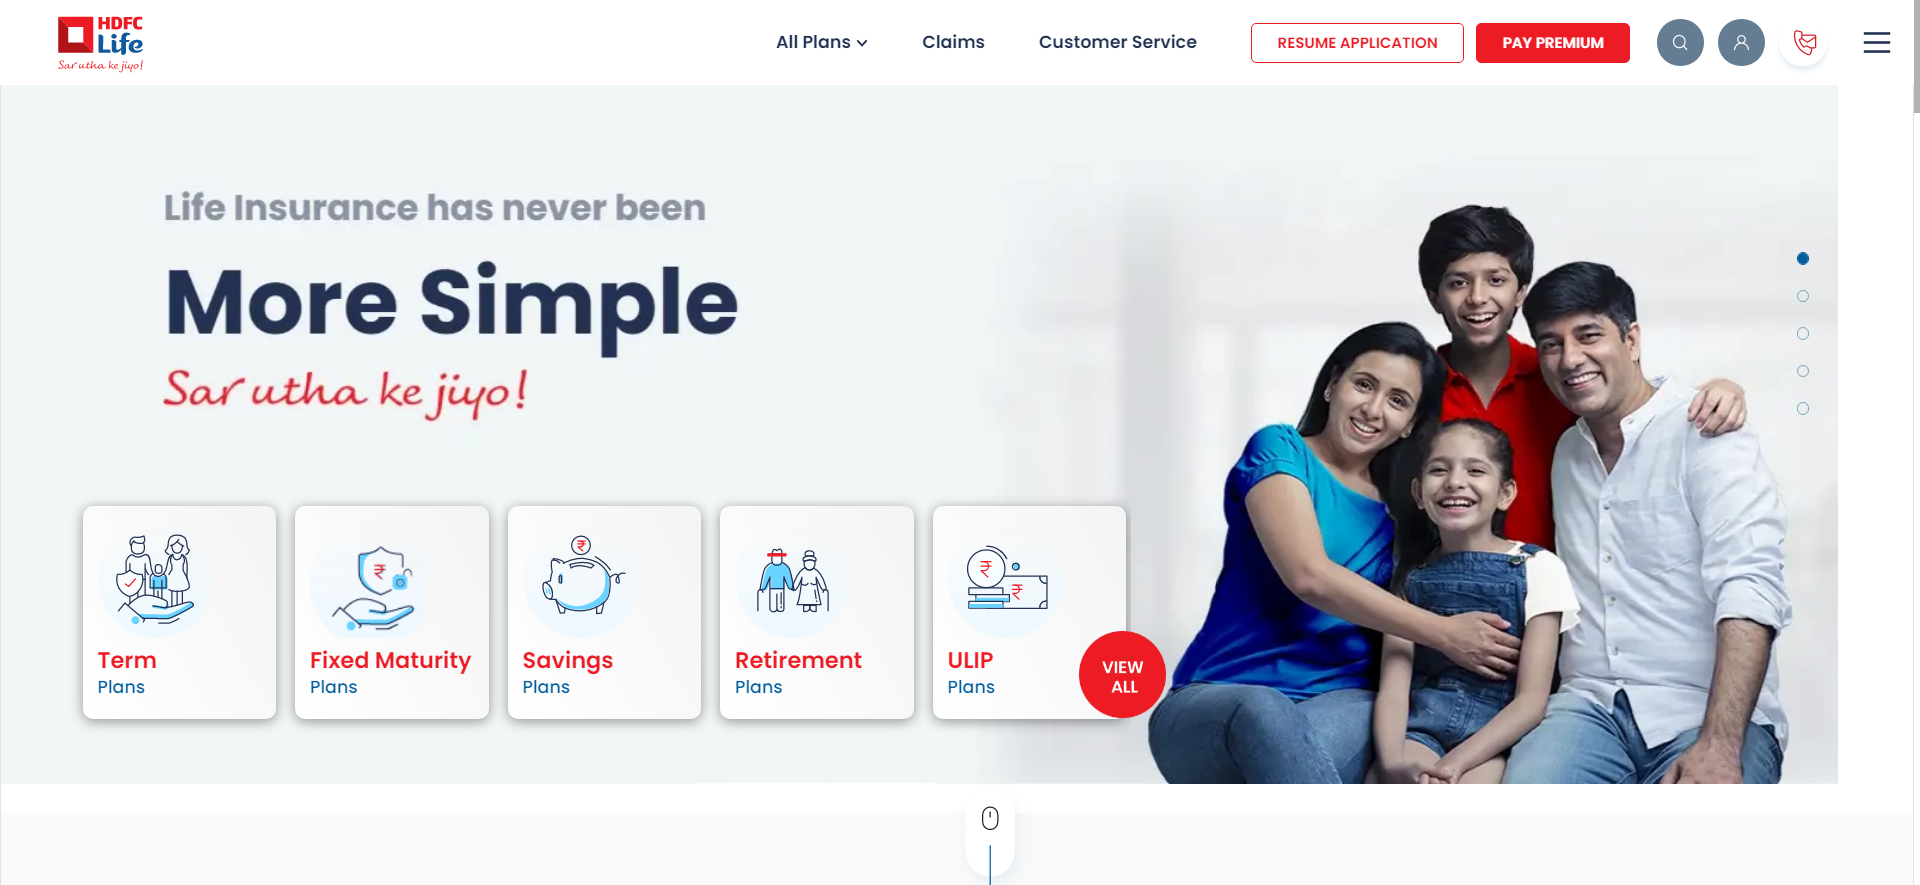 HDFC
Life
Sar utha ke jiyo!
All Plans
Claims
Customer Service
RESUME APPLICATION
PAY PREMIUM
Life Insurance has never been
More Simple
Sar utha ke jiyo!
Term
Plans
Fixed Maturity
Plans
Savings
Plans
Retirement
Plans
ULIP
Plans
VIEW
ALL